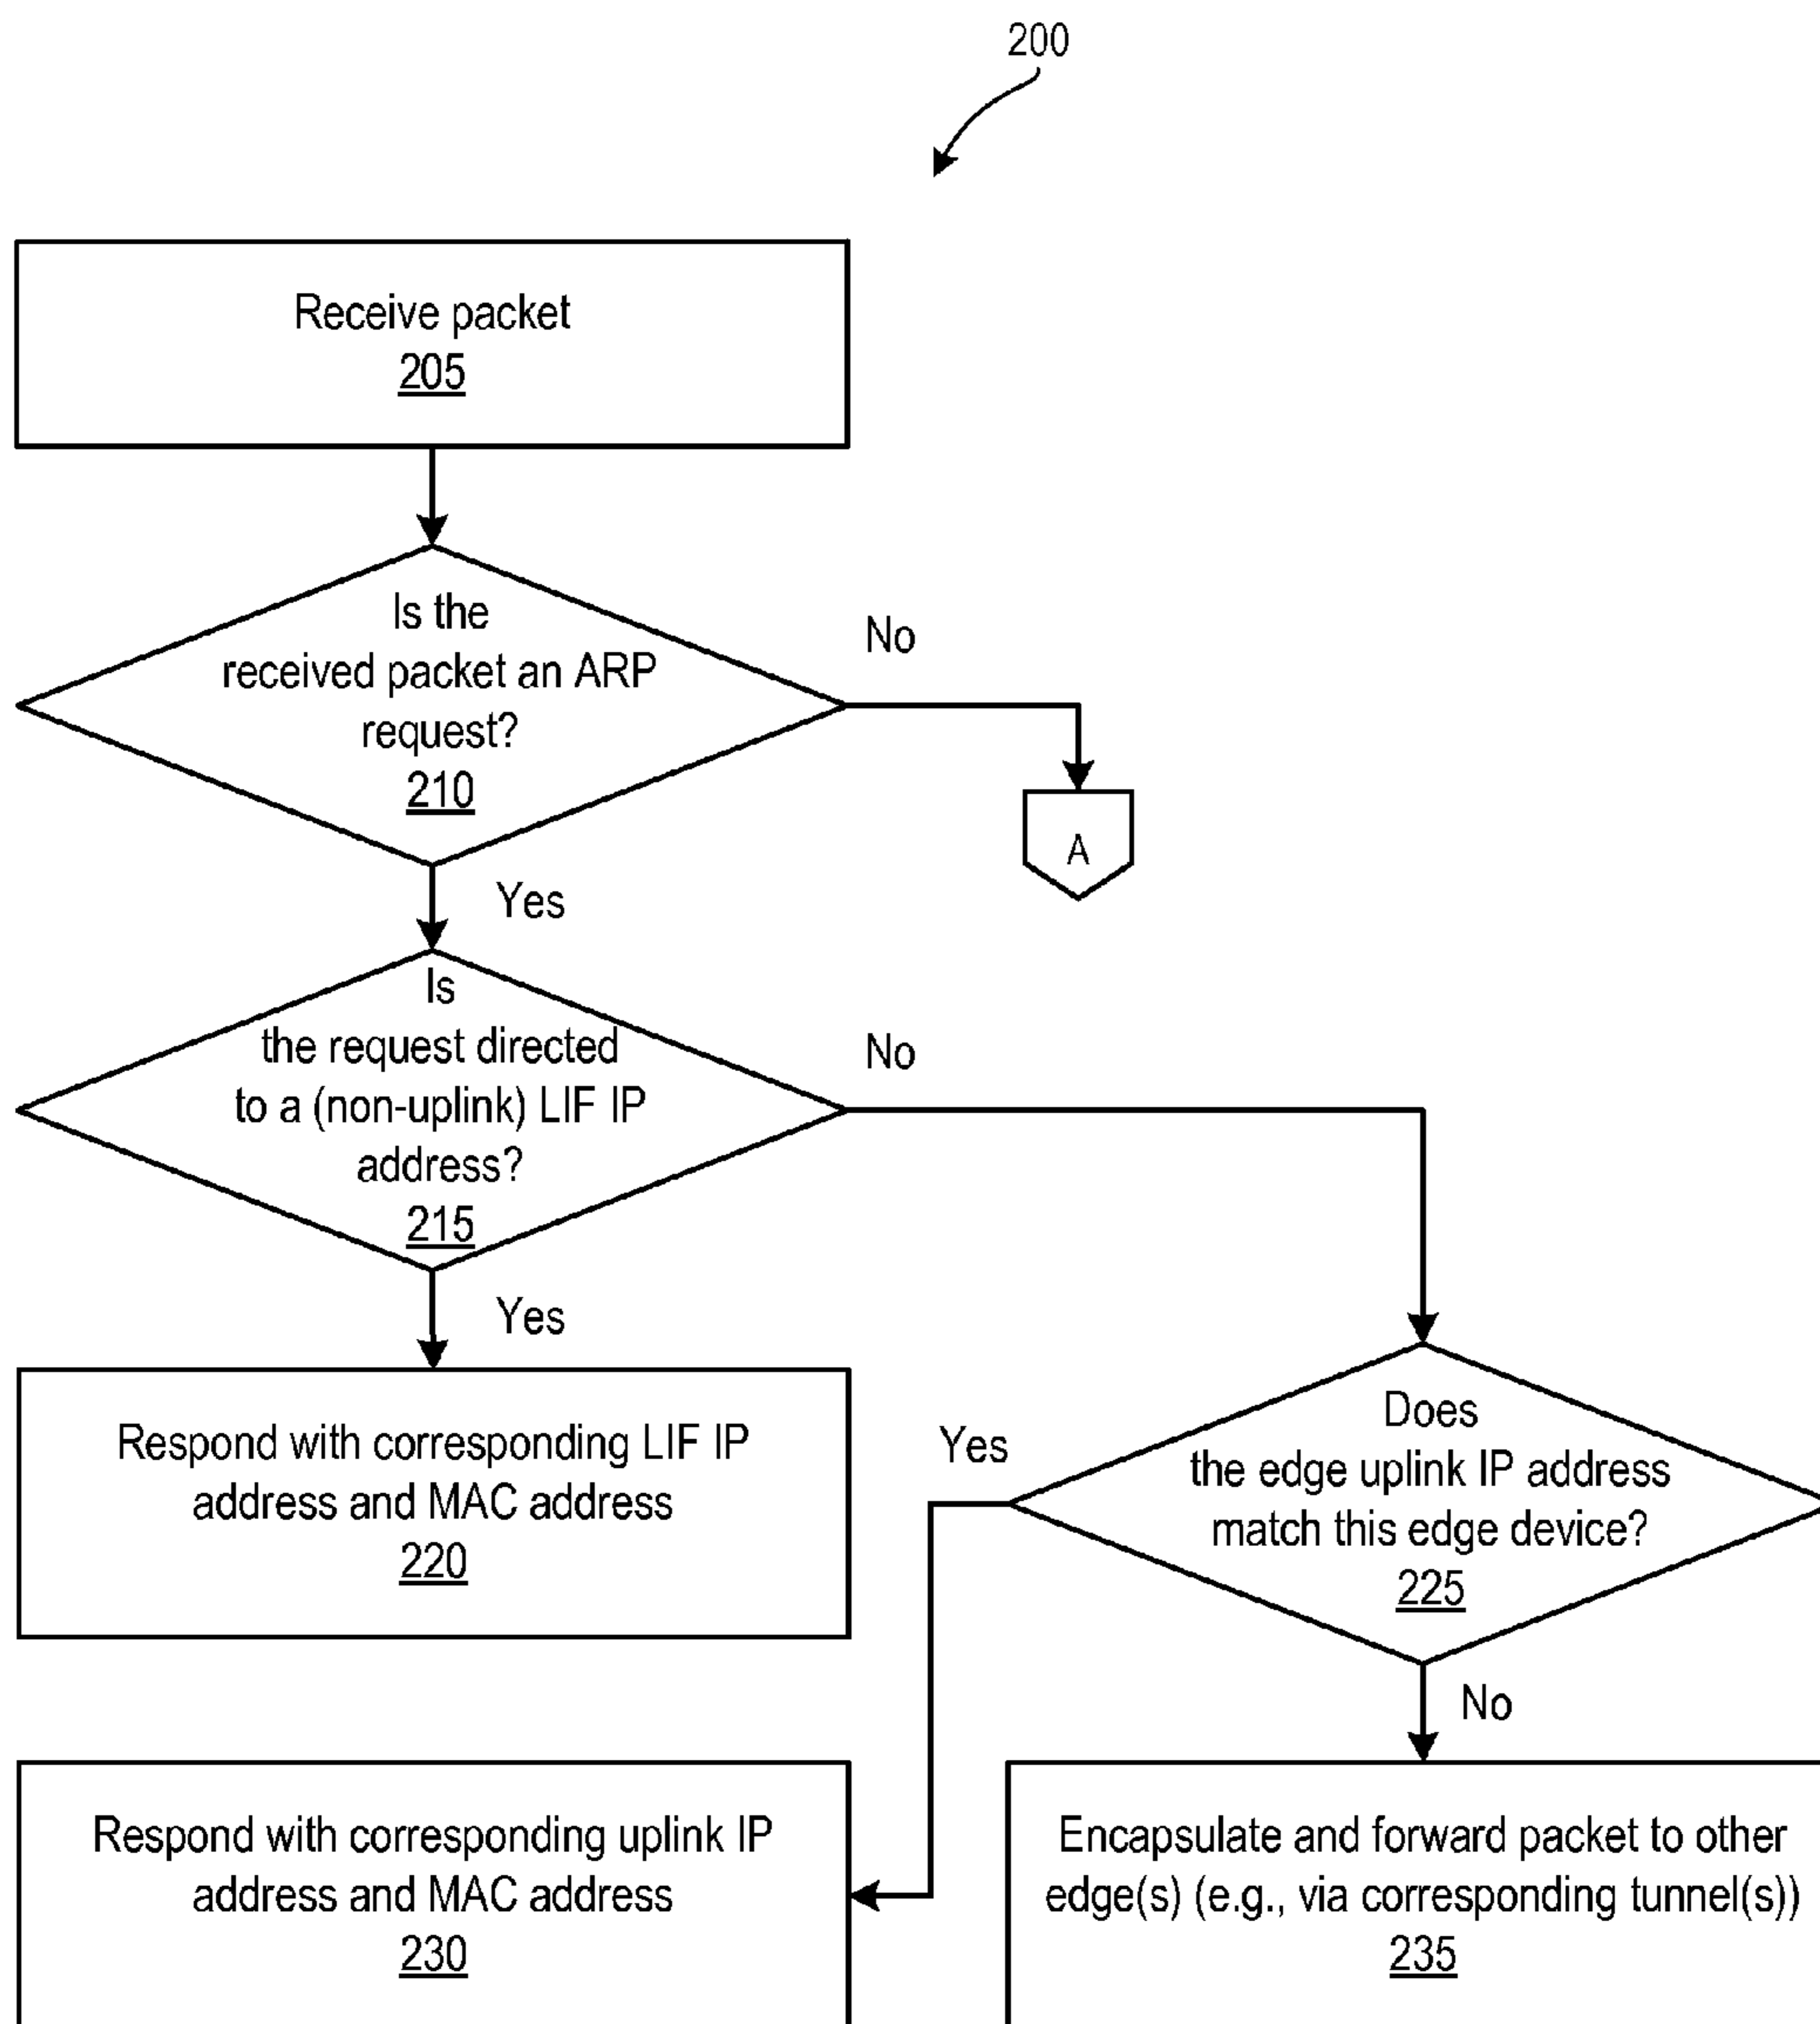 200
Receive packet
205
Is the
received packet an ARP
request?
210
No
A
Yes
Is
the request directed
to a (non-uplink) LIF IP
address?
215
No
Yes
Respond with corresponding LIF IP
address and MAC address
220
Does
the edge uplink IP address
match this edge device?
225
Yes
No
Respond with corresponding uplink IP
address and MAC address
230
Encapsulate and forward packet to other
edge(s) (e.g., via corresponding tunnel(s))
235